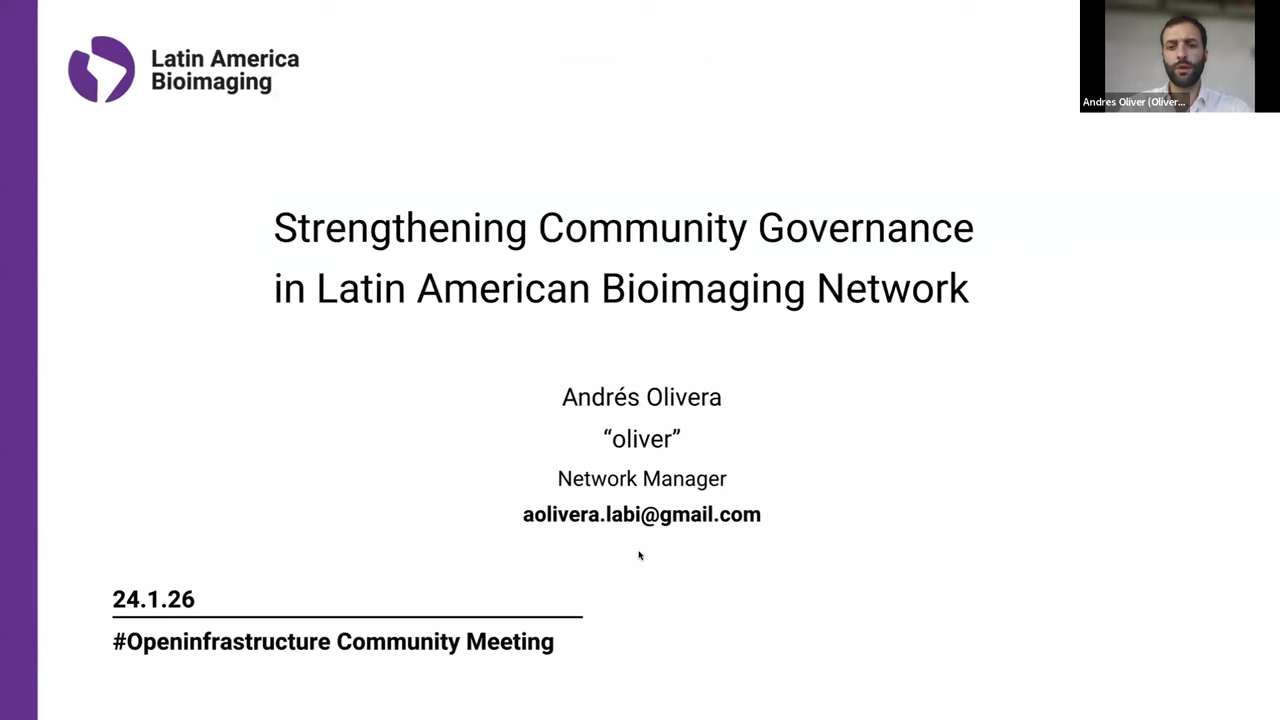 Latin America
Bioimaging
Andres Oliver (Oliver...
Strengthening Community Governance
in Latin American Bioimaging Network
Andrés Olivera
“oliver”
Network Manager
aolivera.labi@gmail.com
24.1.26
#Openinfrastructure Community Meeting